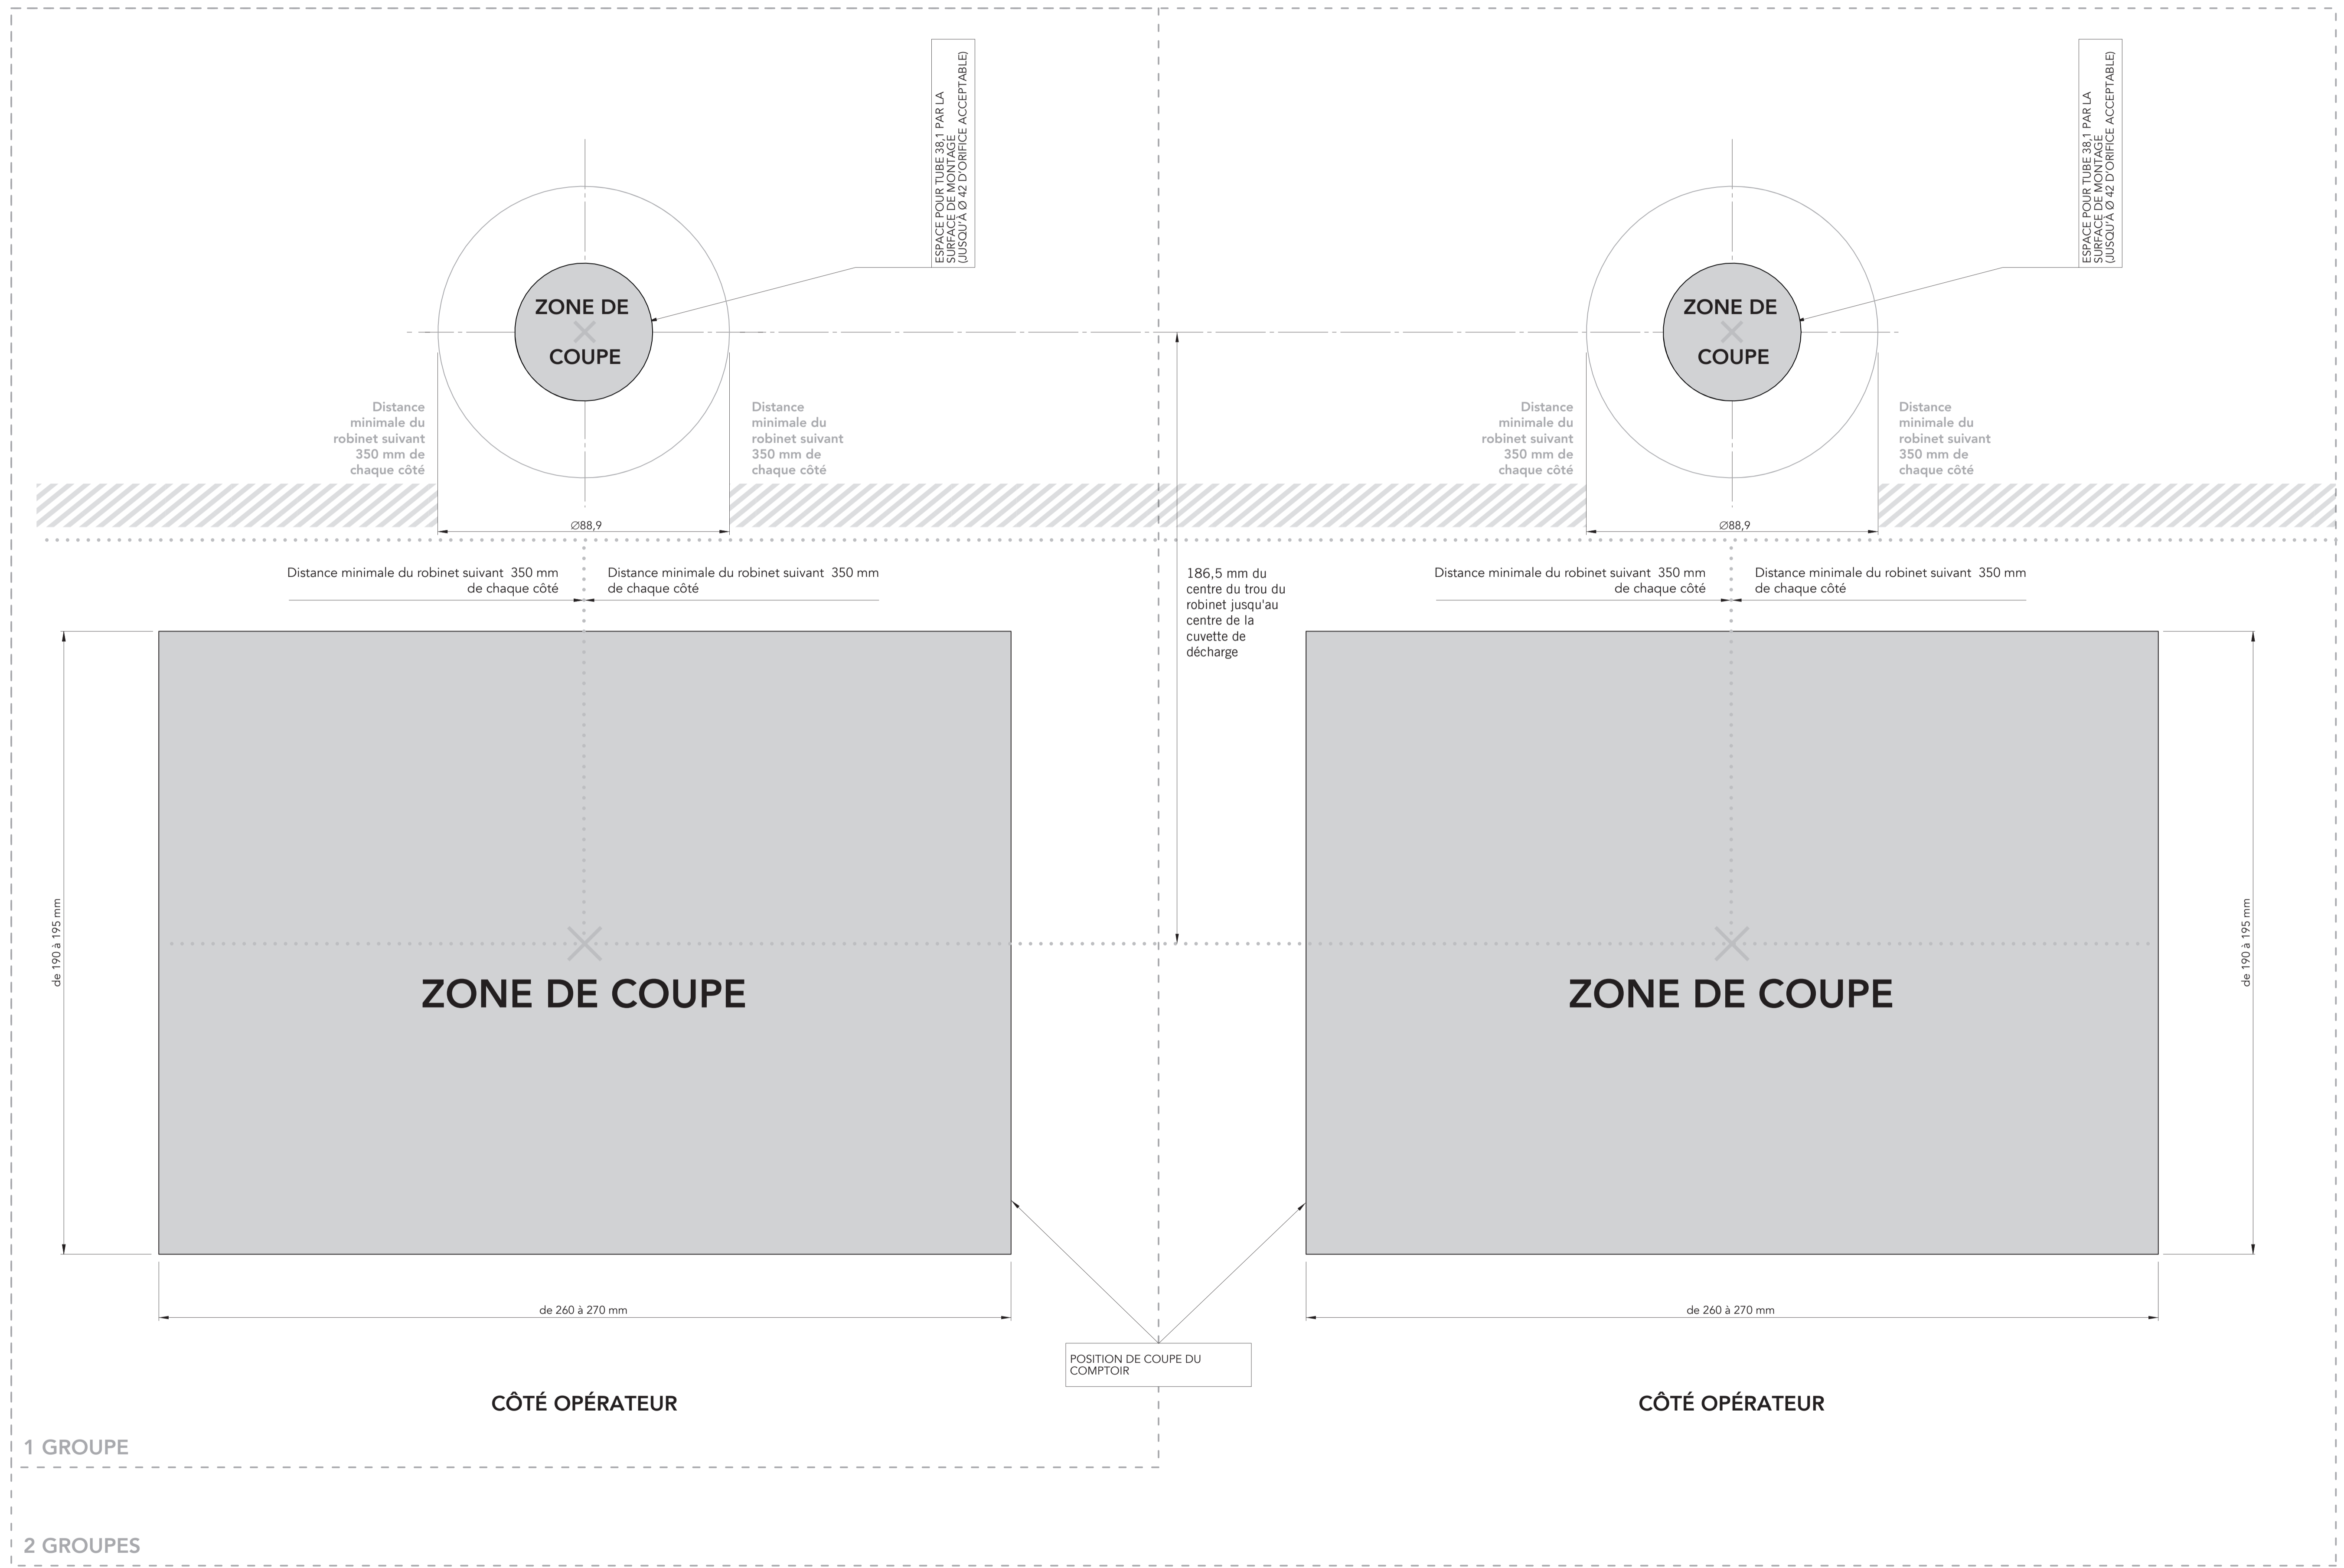 ESPACE POUR TUBE 38,1 PAR LA
SURFACE DE MONTAGE
(JUSQU'À Ø 42 D'ORIFICE ACCEPTABLE)
ESPACE POUR TUBE 38,1 PAR LA
SURFACE DE MONTAGE
(JUSQU'À Ø 42 D'ORIFICE ACCEPTABLE)
ZONE DE
COUPE
ZONE DE
COUPE
Distance
minimale du
robinet suivant
350 mm de
chaque côté
Distance
minimale du
robinet suivant
350 mm de
chaque côté
Distance
minimale du
robinet suivant
350 mm de
chaque côté
Distance
minimale du
robinet suivant
350 mm de
chaque côté
Ø88,9
Ø88,9
Distance minimale du robinet suivant 350 mm
de chaque côté
Distance minimale du robinet suivant 350 mm
de chaque côté
186,5 mm du
centre du trou du
robinet jusqu'au
centre de la
cuvette de
décharge
Distance minimale du robinet suivant 350 mm
de chaque côté
Distance minimale du robinet suivant 350 mm
de chaque côté
de 190 à 195 mm
ZONE DE COUPE
ZONE DE COUPE
de 190 à 195 mm
de 260 à 270 mm
de 260 à 270 mm
POSITION DE COUPE DU
COMPTOIR
CÔTÉ OPÉRATEUR
CÔTÉ OPÉRATEUR
1 GROUPE
2 GROUPES